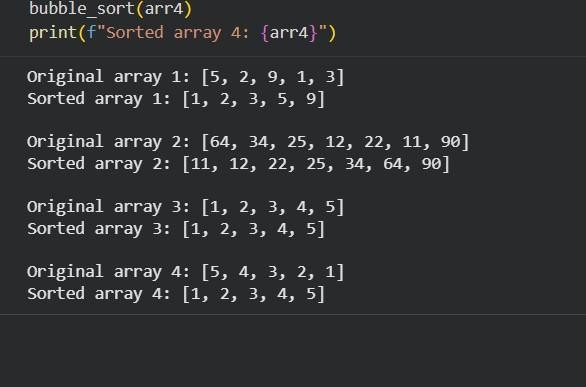 bubble_sort(arr4)
print(f"Sorted array 4: {arr4}")
Original array 1: [5, 2, 9, 1, 3]
Sorted array 1: [1, 2, 3, 5, 9]
Original array 2: [64, 34, 25, 12, 22, 11, 90]
Sorted array 2: [11, 12, 22, 25, 34, 64, 90]
Original array 3: [1, 2, 3, 4, 5]
Sorted array 3: [1, 2, 3, 4, 5]
Original array 4: [5, 4, 3, 2, 1]
Sorted array 4: [1, 2, 3, 4, 5]